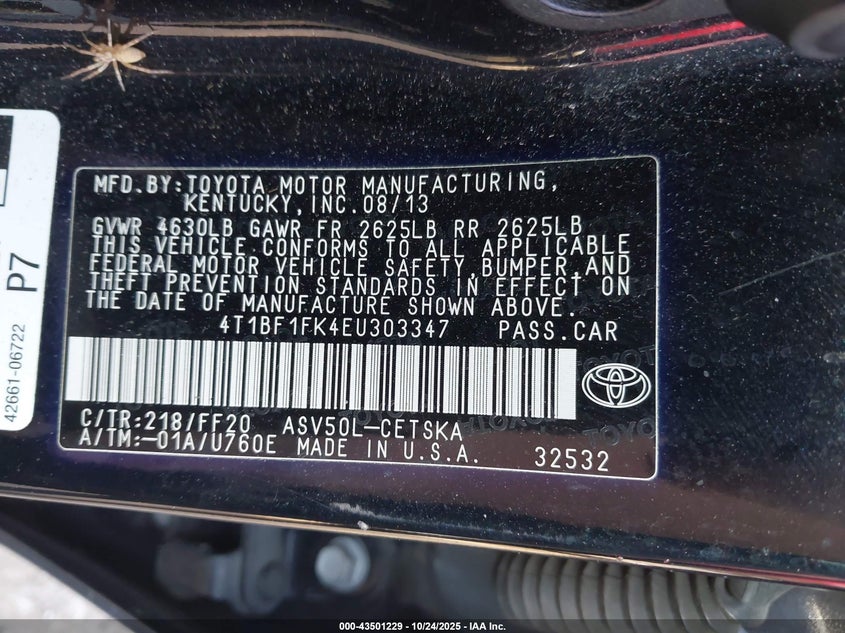 MFD.BY:TOYOTA MOTOR MANUFACTURING,
KENTUCKY, INC.08/13
GVWR 4630LB GAWR FR 2625LB RR 2625LB
THIS VEHICLE CONFORMS TO ALL APPLICABLE
FEDERAL MOTOR VEHICLE SAFETY,BUMPER,AND
THEFT PREVENTION STANDARDS IN EFFECT ON
THE DATE OF MANUFACTURE SHOWN ABOVE.
4T1BF1FK4EU303347 PASS.CAR
C/TR:218/FF20 ASV50L-CETSKA
A/TM:-01A/U760E MADE IN U.S.A. 32532
P7
42661-06722
000-43501229 - 10/24/2025 - IAA Inc.